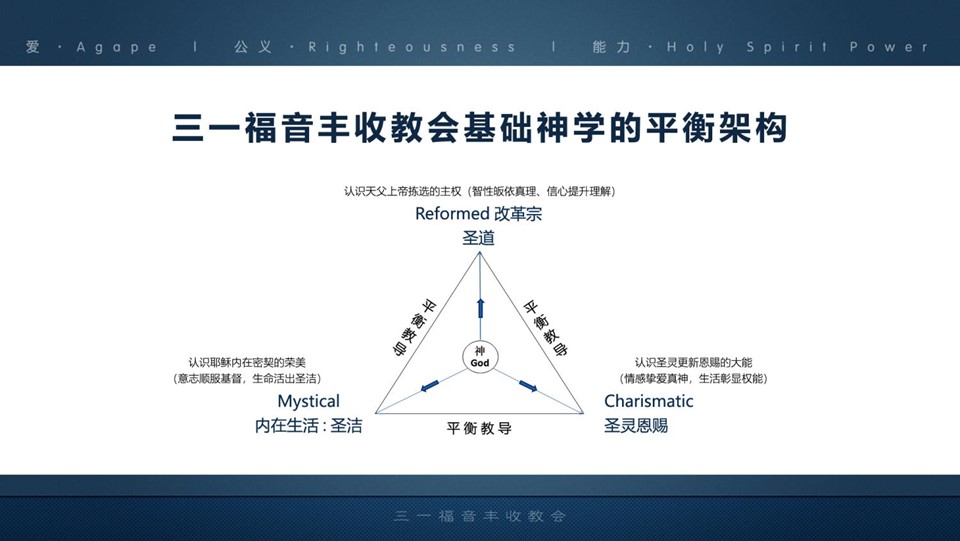 爱·Agape | 公义·Righteousness | 能力·Holy Spirit Power
三一福音丰收教会基础神学的平衡架构
认识天父上帝拣选的主权（智性皈依真理、信心提升理解）
Reformed 改革宗
圣道
平衡教导
平衡教导
神
God
认识耶稣内在密契的荣美
（意志顺服基督，生命活出圣洁）
Mystical
内在生活：圣洁
认识圣灵更新恩赐的大能
（情感挚爱真神，生活彰显权能）
Charismatic
圣灵恩赐
平衡教导
三一福音丰收教会